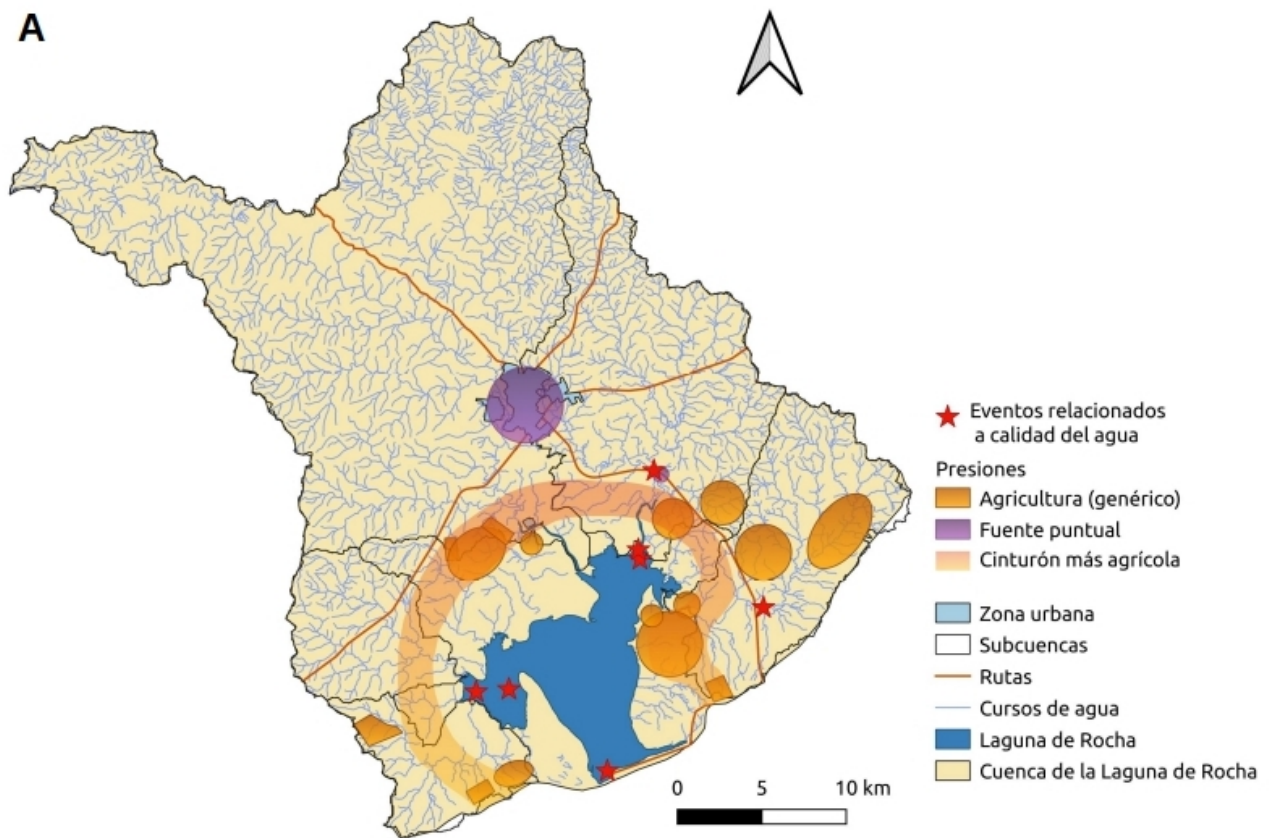 A
Eventos relacionados
a calidad del agua
Presiones
Agricultura (genérico)
Fuente puntual
Cinturón más agrícola
Zona urbana
Subcuencas
Rutas
Cursos de agua
Laguna de Rocha
Cuenca de la Laguna de Rocha
0 5 10 km